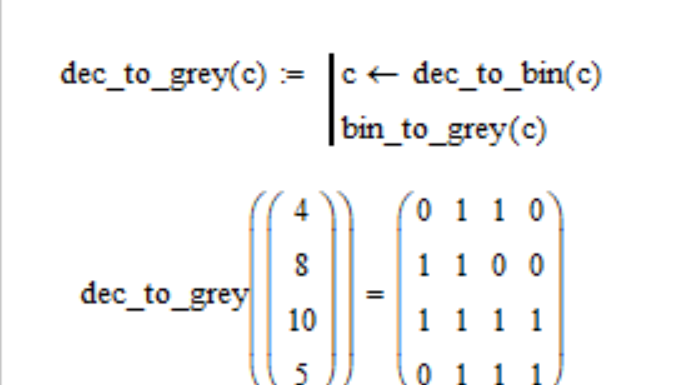 dec_to_grey(c) := c ← dec_to_bin(c)
bin_to_grey(c)
4 0 1 1 0
8 1 1 0 0
dec_to_grey =
10 1 1 1 1
5 0 1 1 1